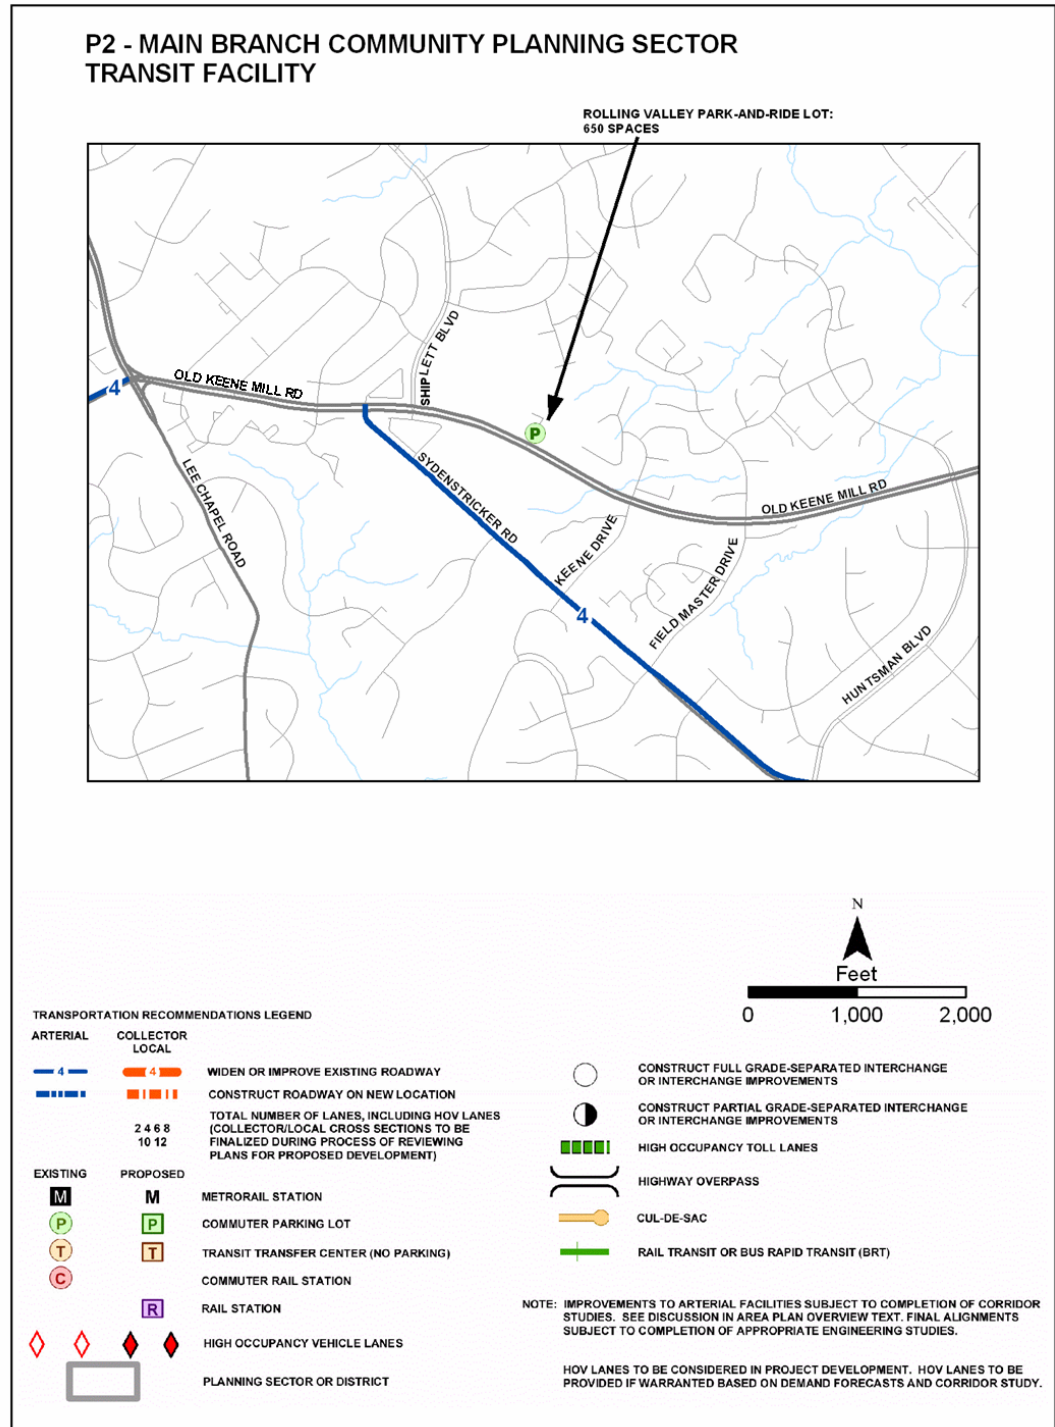 P2 - MAIN BRANCH COMMUNITY PLANNING SECTOR
TRANSIT FACILITY
ROLLING VALLEY PARK-AND-RIDE LOT:
650 SPACES
SHIPLETT BLVD
4
OLD KEENE MILL RD
P
LEE CHAPEL ROAD
SYDENSTRICKER RD
OLD KEENE MILL RD
KEENE DRIVE
4
FIELD MASTER DRIVE
HUNTSMAN BLVD
N
Feet
0 1,000 2,000
TRANSPORTATION RECOMMENDATIONS LEGEND
ARTERIAL COLLECTOR
LOCAL
4 4 WIDEN OR IMPROVE EXISTING ROADWAY
CONSTRUCT ROADWAY ON NEW LOCATION
TOTAL NUMBER OF LANES, INCLUDING HOV LANES
2 4 6 8 (COLLECTOR/LOCAL CROSS SECTIONS TO BE
10 12 FINALIZED DURING PROCESS OF REVIEWING
PLANS FOR PROPOSED DEVELOPMENT)
EXISTING PROPOSED
M M METRORAIL STATION
P P COMMUTER PARKING LOT
T T TRANSIT TRANSFER CENTER (NO PARKING)
C COMMUTER RAIL STATION
R RAIL STATION
HIGH OCCUPANCY VEHICLE LANES
PLANNING SECTOR OR DISTRICT
CONSTRUCT FULL GRADE-SEPARATED INTERCHANGE
OR INTERCHANGE IMPROVEMENTS
CONSTRUCT PARTIAL GRADE-SEPARATED INTERCHANGE
OR INTERCHANGE IMPROVEMENTS
HIGH OCCUPANCY TOLL LANES
HIGHWAY OVERPASS
CUL-DE-SAC
RAIL TRANSIT OR BUS RAPID TRANSIT (BRT)
NOTE: IMPROVEMENTS TO ARTERIAL FACILITIES SUBJECT TO COMPLETION OF CORRIDOR
STUDIES. SEE DISCUSSION IN AREA PLAN OVERVIEW TEXT. FINAL ALIGNMENTS
SUBJECT TO COMPLETION OF APPROPRIATE ENGINEERING STUDIES.
HOV LANES TO BE CONSIDERED IN PROJECT DEVELOPMENT. HOV LANES TO BE
PROVIDED IF WARRANTED BASED ON DEMAND FORECASTS AND CORRIDOR STUDY.